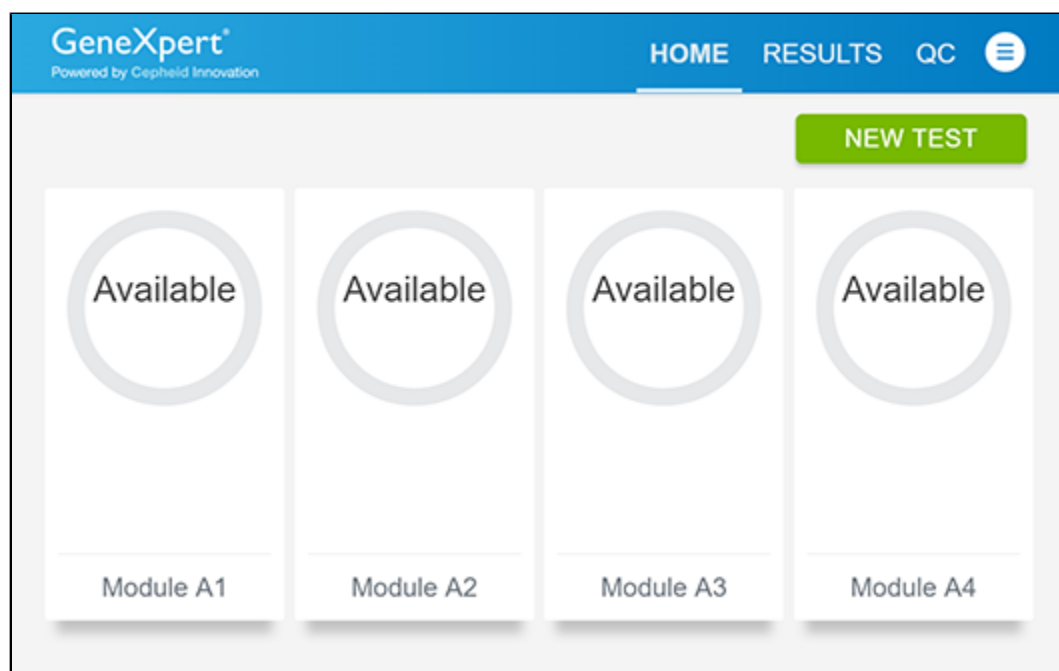 GeneXpert®
Powered by Cepheid Innovation
HOME RESULTS QC
NEW TEST
Available Available Available Available
Module A1 Module A2 Module A3 Module A4